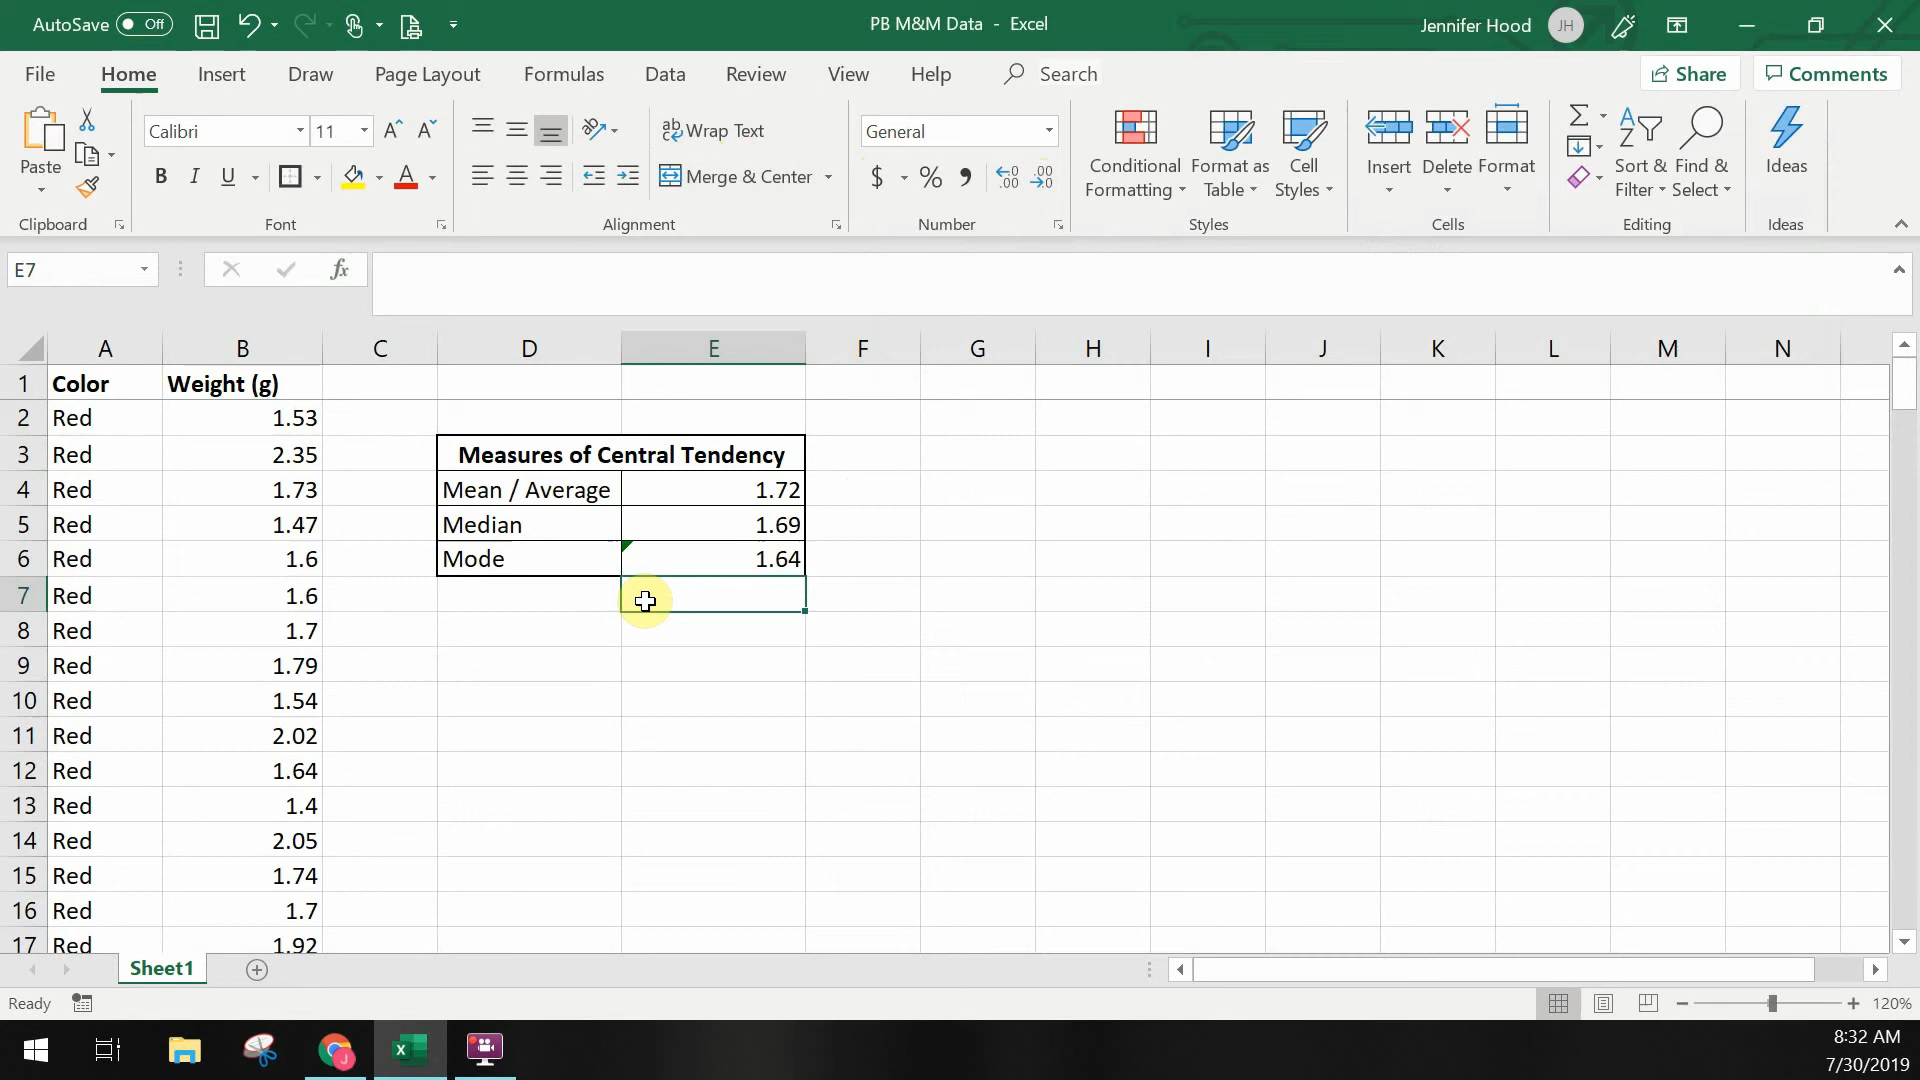 AutoSave Off PB M&M Data - Excel Jennifer Hood JH
File Home Insert Draw Page Layout Formulas Data Review View Help Search Share Comments
Paste
Calibri 11
B I U
ab Wrap Text
Merge & Center
General
$ % 9 .00 .00
Conditional Formatting
Format as Table
Cell Styles
Insert Delete Format
Sort & Filter
Find & Select
Ideas
Clipboard Font Alignment Number Styles Cells Editing Ideas
E7 fx
A B C D E F G H I J K L M N
1 Color Weight (g)
2 Red 1.53
3 Red 2.35 Measures of Central Tendency
4 Red 1.73 Mean / Average 1.72
5 Red 1.47 Median 1.69
6 Red 1.6 Mode 1.64
7 Red 1.6
8 Red 1.7
9 Red 1.79
10 Red 1.54
11 Red 2.02
12 Red 1.64
13 Red 1.4
14 Red 2.05
15 Red 1.74
16 Red 1.7
17 Red 1.92
Sheet1
Ready 120%
8:32 AM
7/30/2019